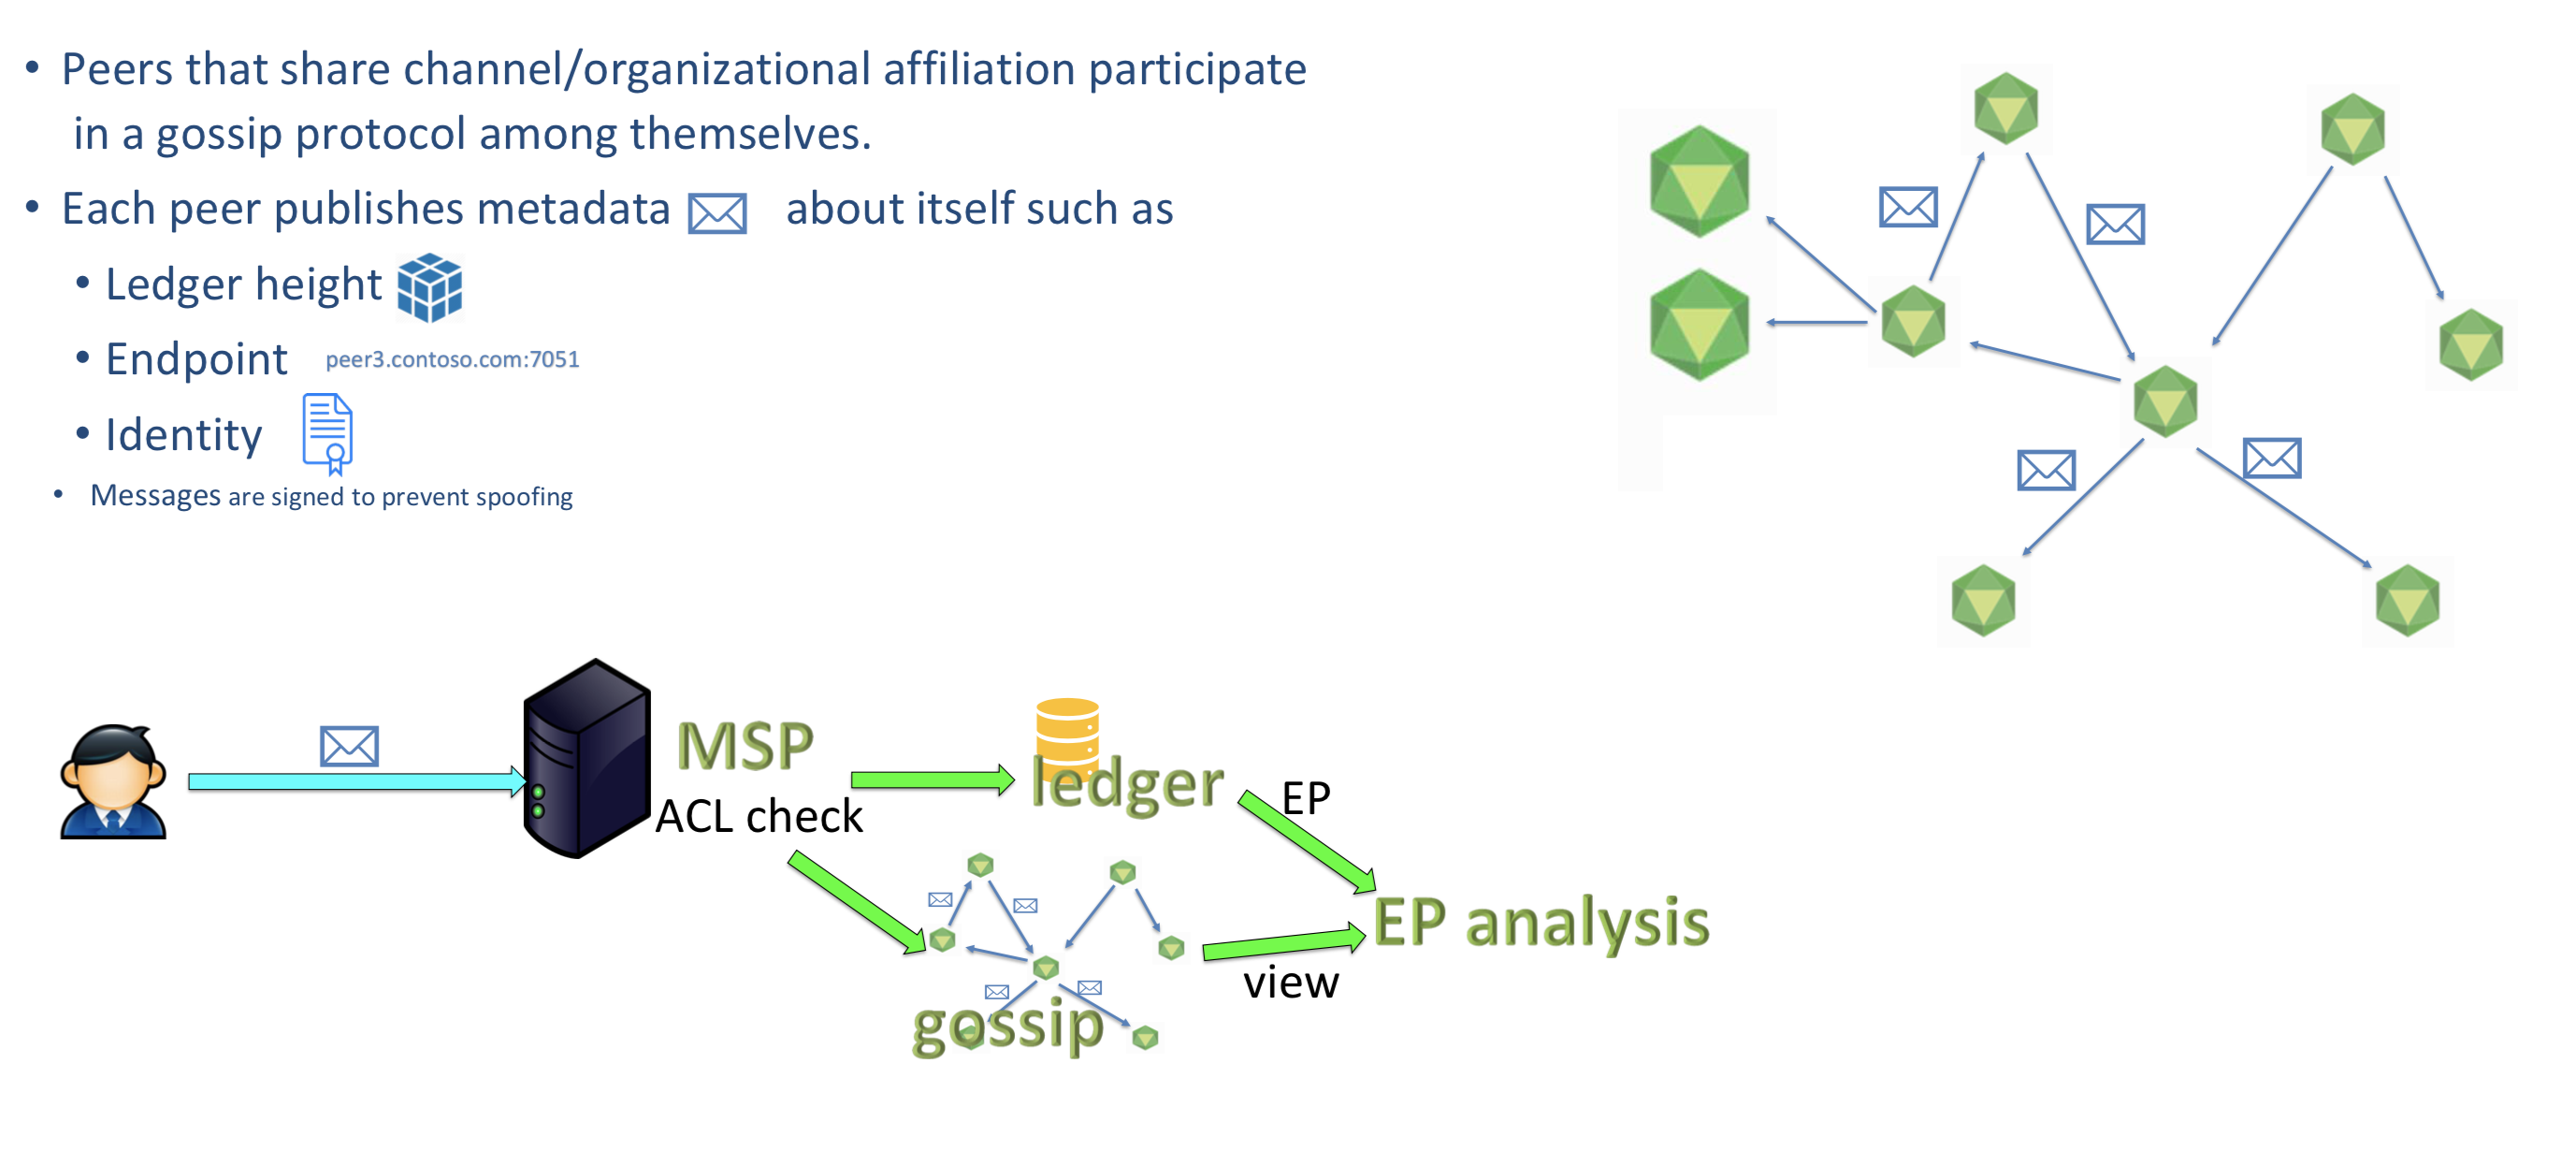 • Peers that share channel/organizational affiliation participate
in a gossip protocol among themselves.
• Each peer publishes metadata about itself such as
• Ledger height
• Endpoint peer3.contoso.com:7051
• Identity
• Messages are signed to prevent spoofing
MSP
ACL check
ledger
EP
EP analysis
view
gossip